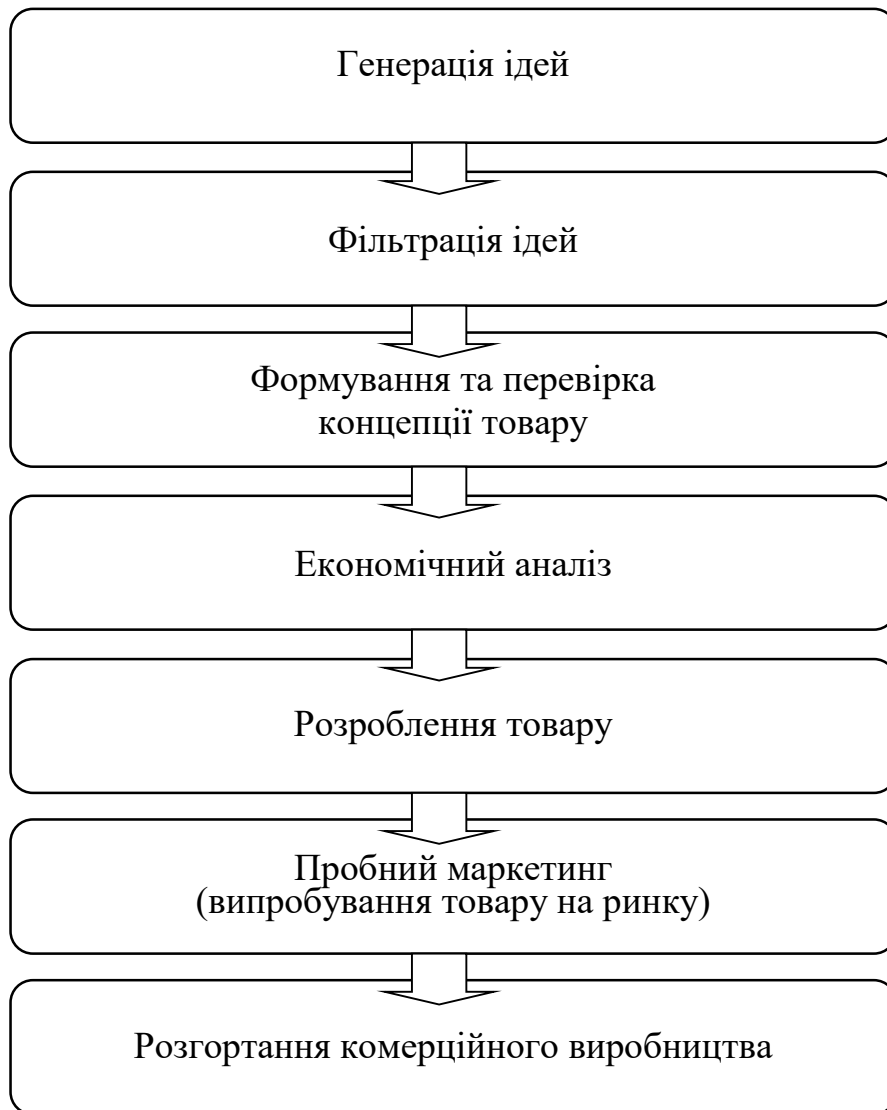 Генерація ідей
Фільтрація ідей
Формування та перевірка
концепції товару
Економічний аналіз
Розроблення товару
Пробний маркетинг
(випробування товару на ринку)
Розгортання комерційного виробництва